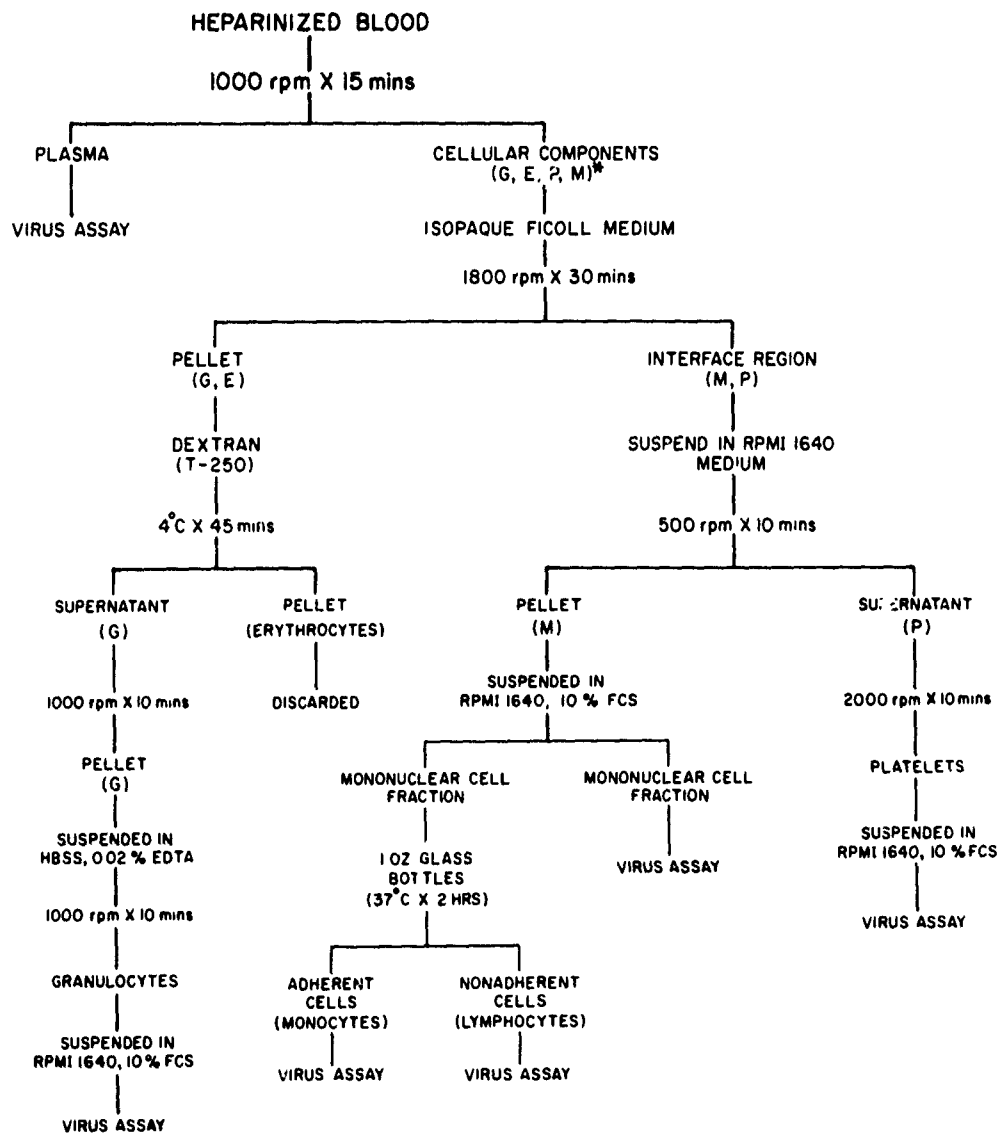 HEPARINIZED BLOOD
1000 rpm X 15 mins
PLASMA
VIRUS ASSAY
CELLULAR COMPONENTS
(G, E, P, M)*
ISOPAQUE FICOLL MEDIUM
1800 rpm X 30 mins
PELLET
(G, E)
DEXTRAN
(T-250)
4°C X 45 mins
SUPERNATANT
(G)
1000 rpm X 10 mins
PELLET
(G)
SUSPENDED IN
HBSS, 0.02 % EDTA
1000 rpm X 10 mins
GRANULOCYTES
SUSPENDED IN
RPMI 1640, 10 % FCS
VIRUS ASSAY
PELLET
(ERYTHROCYTES)
DISCARDED
INTERFACE REGION
(M, P)
SUSPEND IN RPMI 1640
MEDIUM
500 rpm X 10 mins
PELLET
(M)
SUSPENDED IN
RPMI 1640, 10 % FCS
MONONUCLEAR CELL
FRACTION
1 OZ GLASS
BOTTLES
(37°C X 2 HRS)
ADHERENT
CELLS
(MONOCYTES)
VIRUS ASSAY
NONADHERENT
CELLS
(LYMPHOCYTES)
VIRUS ASSAY
MONONUCLEAR CELL
FRACTION
VIRUS ASSAY
SUPERNATANT
(P)
2000 rpm X 10 mins
PLATELETS
SUSPENDED IN
RPMI 1640, 10 % FCS
VIRUS ASSAY